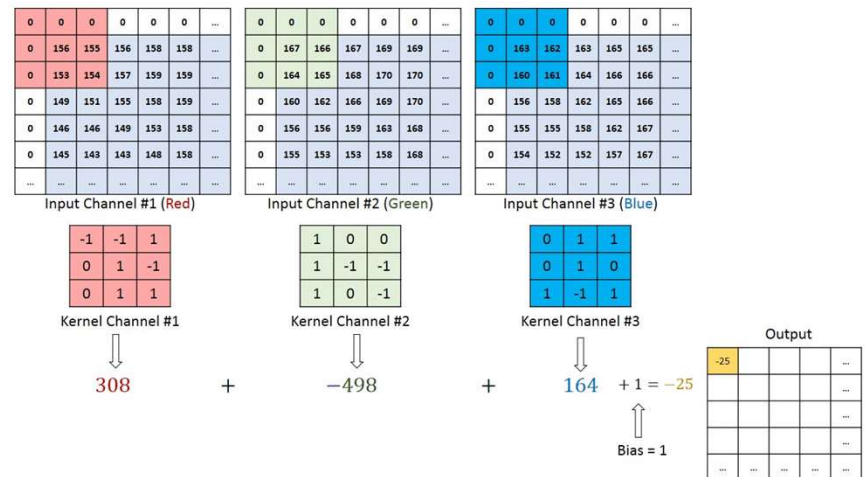 0 0 0 0 0 0 ...
0 156 155 156 158 158 ...
0 153 154 157 159 159 ...
0 149 151 155 158 159 ...
0 146 146 149 153 158 ...
0 145 143 143 148 158 ...
... ... ... ... ... ... ...
Input Channel #1 (Red)
0 0 0 0 0 0 ...
0 167 166 167 169 169 ...
0 164 165 168 170 170 ...
0 160 162 166 169 170 ...
0 156 156 159 163 168 ...
0 155 153 153 158 168 ...
... ... ... ... ... ... ...
Input Channel #2 (Green)
0 0 0 0 0 0 ...
0 163 162 163 165 165 ...
0 160 161 164 166 166 ...
0 156 158 162 165 166 ...
0 155 155 158 162 167 ...
0 154 152 152 157 167 ...
... ... ... ... ... ... ...
Input Channel #3 (Blue)
-1 -1 1
0 1 -1
0 1 1
Kernel Channel #1
1 0 0
1 -1 -1
1 0 -1
Kernel Channel #2
0 1 1
0 1 0
1 -1 1
Kernel Channel #3
308 + −498 + 164 + 1 = −25
Bias = 1
Output
-25 ...
...
...
...
... ... ... ... ...